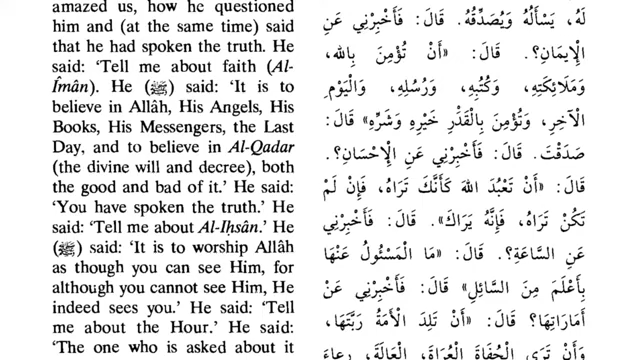 amazed us, how he questioned
him and (at the same time) said
that he had spoken the truth. He
said: ‘Tell me about faith (Al-
Îmân). He (ﷺ) said: ‘It is to
believe in Allâh, His Angels, His
Books, His Messengers, the Last
Day, and to believe in Al-Qadar
(the divine will and decree), both
the good and bad of it.’ He said:
‘You have spoken the truth.’ He
said: ‘Tell me about Al-Iḥsân.’ He
(ﷺ) said: ‘It is to worship Allâh
as though you can see Him, for
although you cannot see Him, He
indeed sees you.’ He said: ‘Tell
me about the Hour.’ He said:
‘The one who is asked about it
لَهُ، يَسْأَلُهُ وَيُصَدِّقُهُ. قَالَ: فَأَخْبِرْنِي عَنِ
الْإِيمَانِ؟. قَالَ: «أَنْ تُؤْمِنَ بِاللهِ،
وَمَلَائِكَتِهِ، وَكُتُبِهِ، وَرُسُلِهِ، وَالْيَوْمِ
الْآخِرِ، وَتُؤْمِنَ بِالْقَدَرِ خَيْرِهِ وَشَرِّهِ» قَالَ:
صَدَقْتَ. قَالَ: فَأَخْبِرْنِي عَنِ الْإِحْسَانِ؟.
قَالَ: «أَنْ تَعْبُدَ اللهَ كَأَنَّكَ تَرَاهُ، فَإِنْ لَمْ
تَكُنْ تَرَاهُ، فَإِنَّهُ يَرَاكَ». قَالَ: فَأَخْبِرْنِي
عَنِ السَّاعَةِ؟. قَالَ: «مَا الْمَسْئُولُ عَنْهَا
بِأَعْلَمَ مِنَ السَّائِلِ» قَالَ: فَأَخْبِرْنِي عَنْ
أَمَارَاتِهَا؟ قَالَ: «أَنْ تَلِدَ الْأَمَةُ رَبَّتَهَا،
وَأَنْ تَرَى الْحُفَاةَ الْعُرَاةَ، الْعَالَةَ، رِعَاءَ